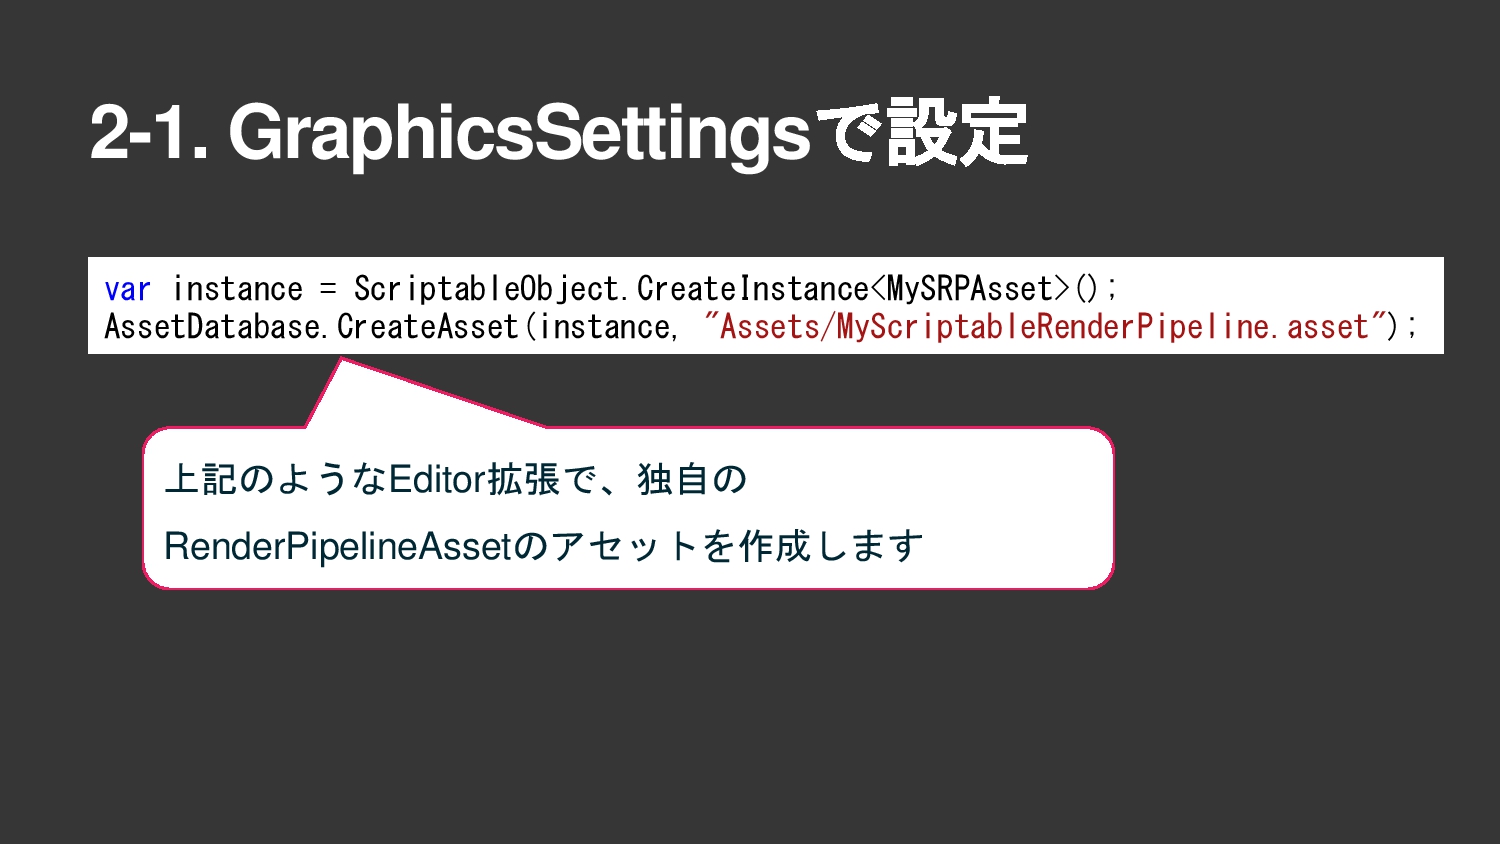 2-1. GraphicsSettingsで設定
var instance = ScriptableObject.CreateInstance<MySRPAsset>();
AssetDatabase.CreateAsset(instance, "Assets/MyScriptableRenderPipeline.asset");
上記のようなEditor拡張で、独自の
RenderPipelineAssetのアセットを作成します